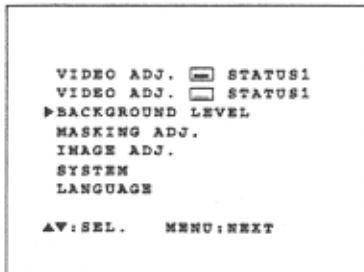 VIDEO ADJ. STATUS1
VIDEO ADJ. STATUS1
▶BACKGROUND LEVEL
MASKING ADJ.
IMAGE ADJ.
SYSTEM
LANGUAGE
▲▼:SEL. MENU:NEXT